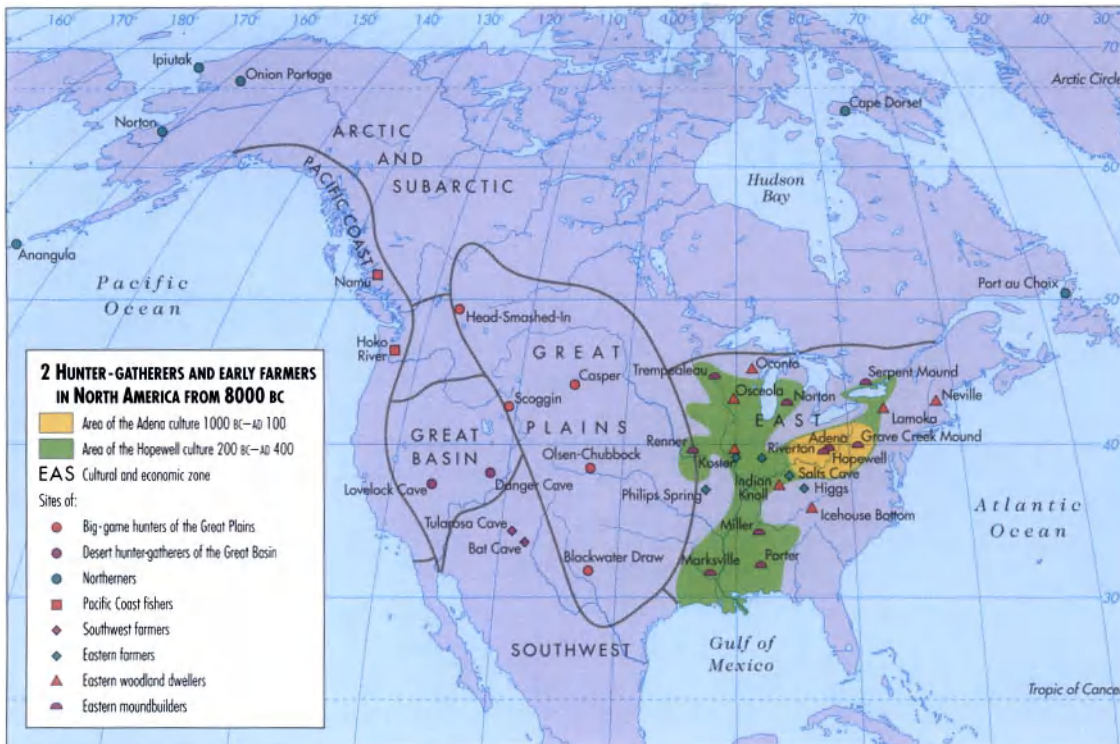 180
170
160
150
140
130
120
110
100
90
80
70
60
50
40
30
20
70
Arctic Circle
60
50
40
30
Tropic of Cancer
Ipiutak
Onion Portage
Norton
Anangula
Cape Dorset
ARCTIC
AND
SUBARCTIC
PACIFIC COAST
Hudson
Bay
Pacific
Ocean
Namu
Port au Choix
Head-Smashed-In
Hoko
River
GREAT
PLAINS
Casper
Scoggin
Olsen-Chubbock
Blackwater Draw
GREAT
BASIN
Lovelock Cave
Danger Cave
Tularosa Cave
Bat Cave
SOUTHWEST
Trempealeau
Oconto
Serpent Mound
Osceola
Norton
Neville
Lamoka
EAST
Renner
Koster
Riverton
Adena
Grave Creek Mound
Hopewell
Salts Cave
Philips Spring
Indian
Knoll
Higgs
Icehouse Bottom
Miller
Marksville
Porter
Gulf of
Mexico
Atlantic
Ocean
2 HUNTER-GATHERERS AND EARLY FARMERS
IN NORTH AMERICA FROM 8000 BC
Area of the Adena culture 1000 BC–AD 100
Area of the Hopewell culture 200 BC–AD 400
EAS Cultural and economic zone
Sites of:
Big-game hunters of the Great Plains
Desert hunter-gatherers of the Great Basin
Northerners
Pacific Coast fishers
Southwest farmers
Eastern farmers
Eastern woodland dwellers
Eastern moundbuilders